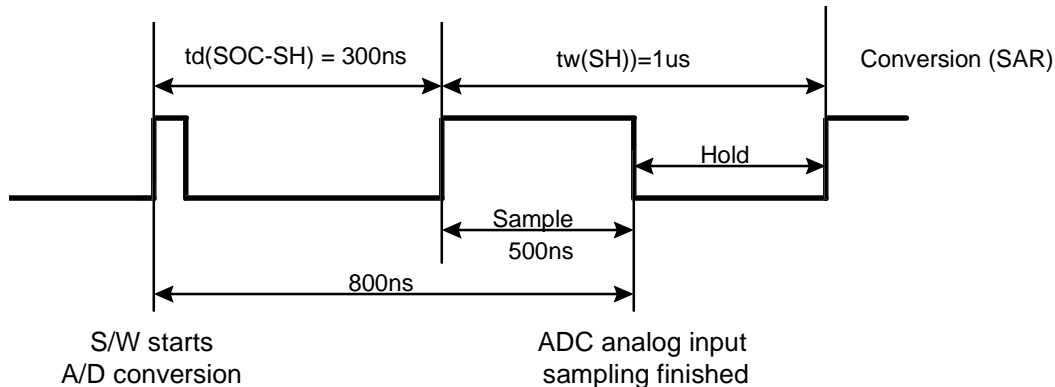 td(SOC-SH) = 300ns
tw(SH))=1us
Conversion (SAR)
Hold
Sample
500ns
800ns
S/W starts
A/D conversion
ADC analog input
sampling finished